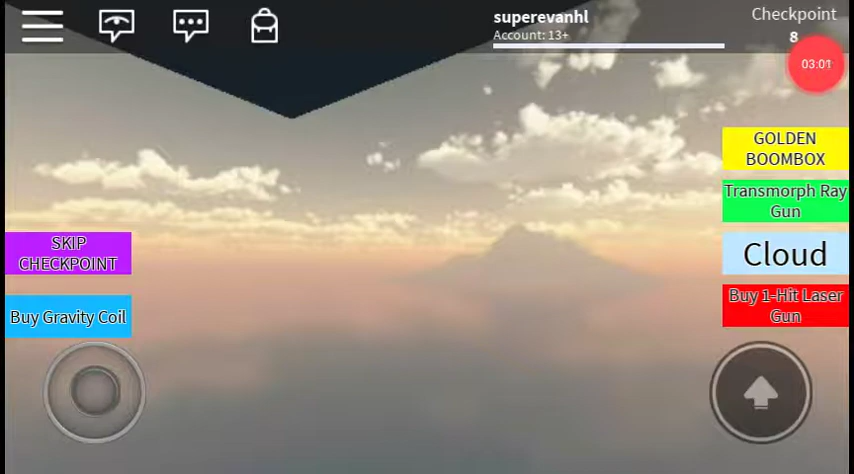 superevanhl
Account: 13+
Checkpoint
8
03:01
GOLDEN
BOOMBOX
Transmorph Ray
Gun
SKIP
CHECKPOINT
Cloud
Buy Gravity Coil
Buy 1-Hit Laser
Gun